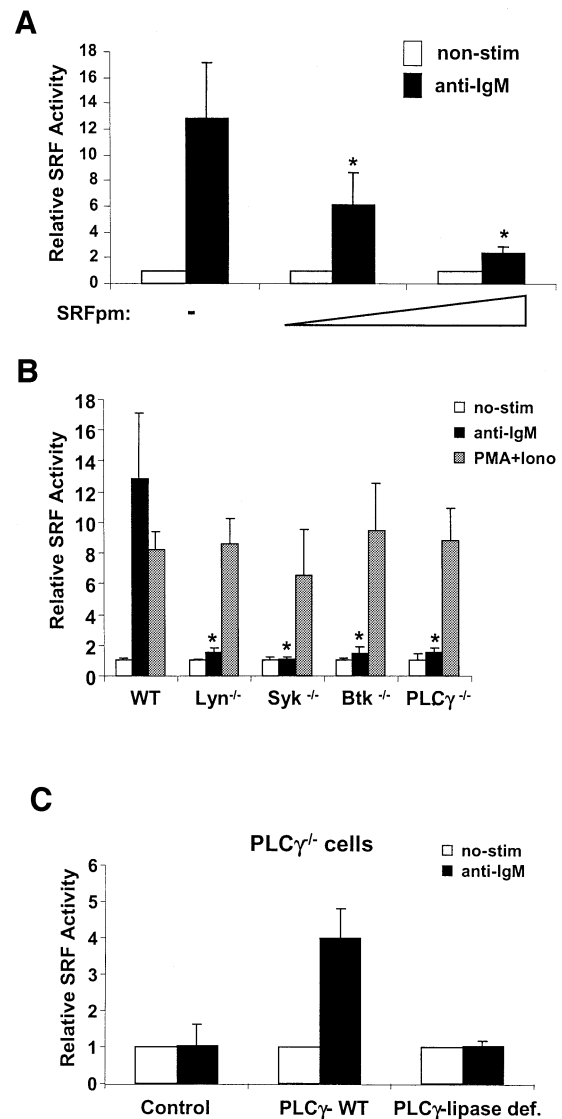 A
18
16
14
12
10
8
6
4
2
0
Relative SRF Activity
non-stim
anti-IgM
*
*
SRFpm:
-
B
18
16
14
12
10
8
6
4
2
0
Relative SRF Activity
no-stim
anti-IgM
PMA+Iono
* * * *
WT Lyn-/- Syk -/- Btk -/- PLCγ -/-
C
PLCγ-/- cells
6
5
4
3
2
1
0
Relative SRF Activity
no-stim
anti-IgM
Control PLCγ- WT PLCγ-lipase def.